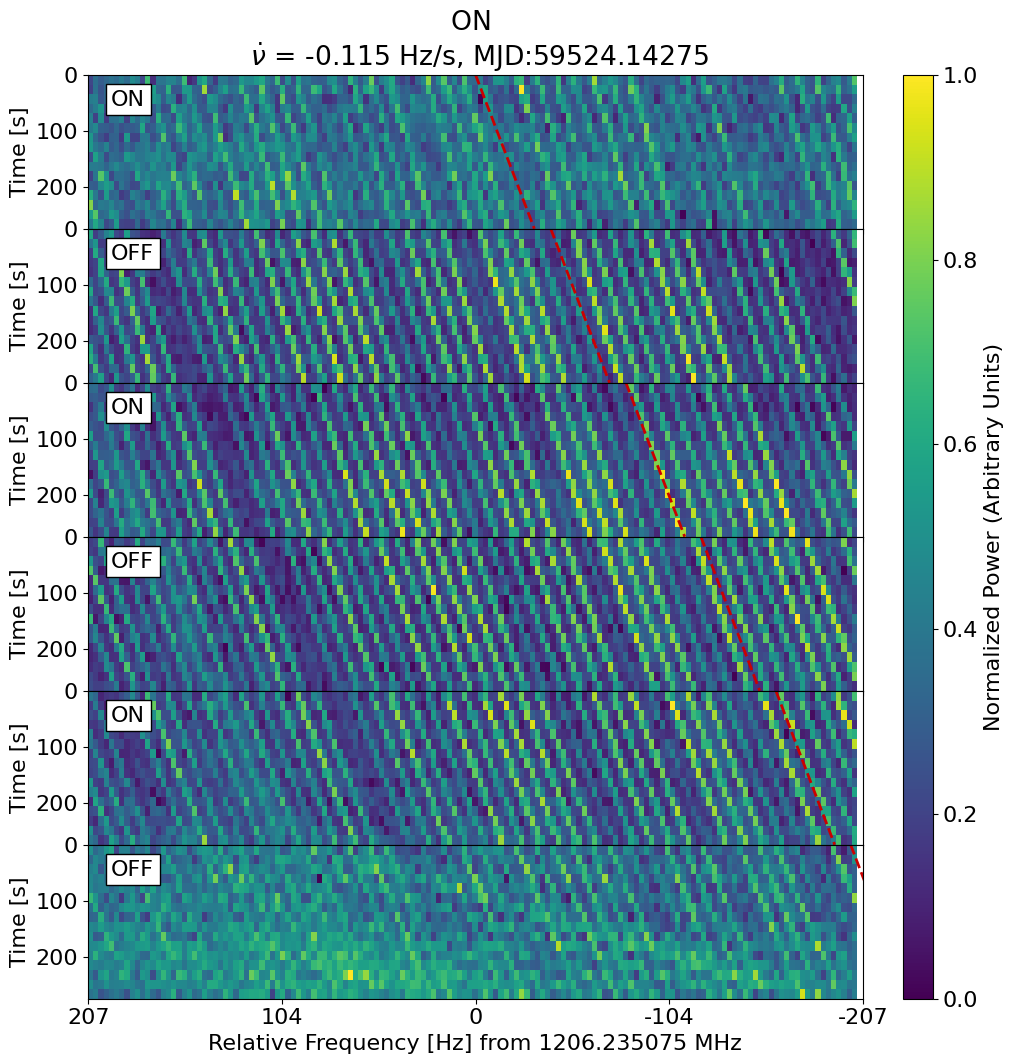 ON
ν̇ = -0.115 Hz/s, MJD:59524.14275
0
ON
100
200
Time [s]
0
OFF
100
200
Time [s]
0
ON
100
200
Time [s]
0
OFF
100
200
Time [s]
0
ON
100
200
Time [s]
0
OFF
100
200
Time [s]
207 104 0 -104 -207
Relative Frequency [Hz] from 1206.235075 MHz
1.0
0.8
0.6
0.4
0.2
0.0
Normalized Power (Arbitrary Units)